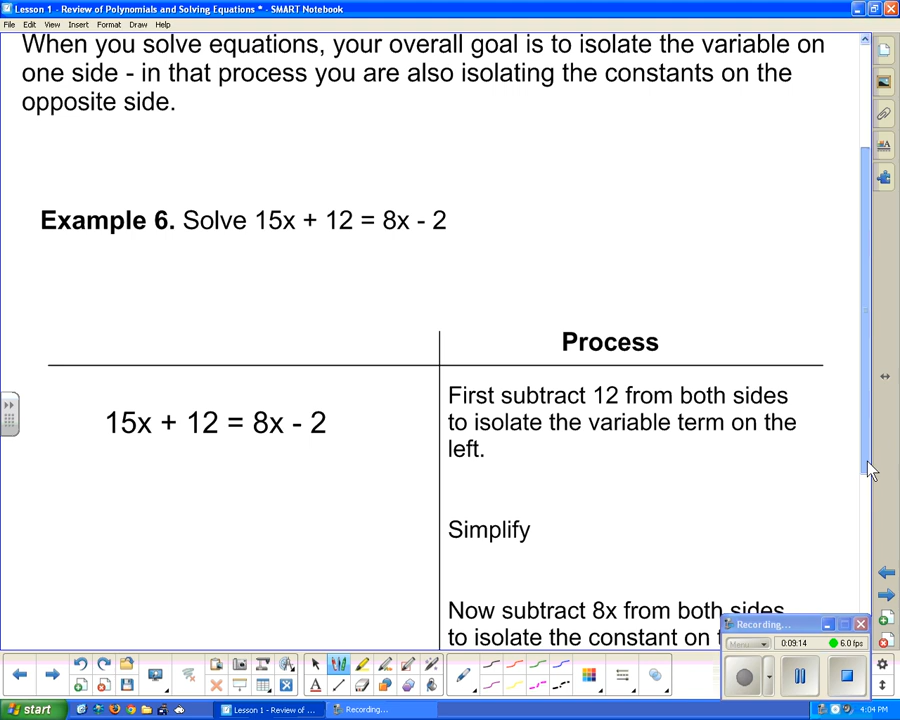 Lesson 1 - Review of Polynomials and Solving Equations * - SMART Notebook
File Edit View Insert Format Draw Help
When you solve equations, your overall goal is to isolate the variable on
one side - in that process you are also isolating the constants on the
opposite side.
Example 6. Solve 15x + 12 = 8x - 2
Process
15x + 12 = 8x - 2
First subtract 12 from both sides
to isolate the variable term on the
left.
Simplify
Now subtract 8x from both sides
to isolate the constant on
Recording...
Menu
0:09:14
6.0 fps
start
Lesson 1 - Review of ...
Recording...
4:04 PM